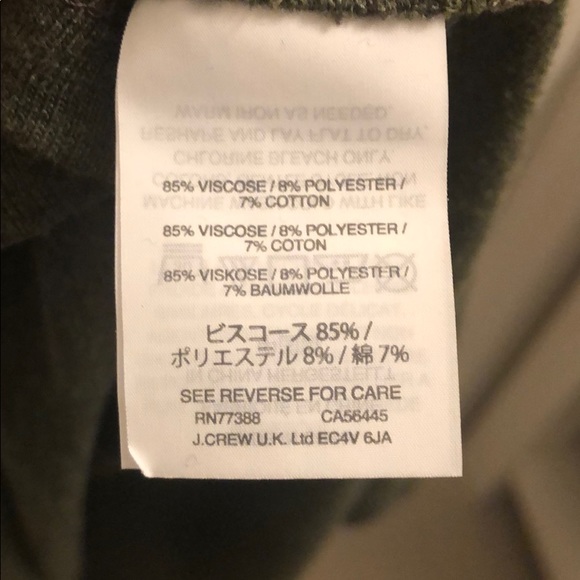 85% VISCOSE / 8% POLYESTER /
7% COTTON
85% VISCOSE / 8% POLYESTER /
7% COTON
85% VISKOSE / 8% POLYESTER /
7% BAUMWOLLE
ビスコース 85% /
ポリエステル 8% / 綿 7%
SEE REVERSE FOR CARE
RN77388 CA56445
J.CREW U.K. Ltd EC4V 6JA